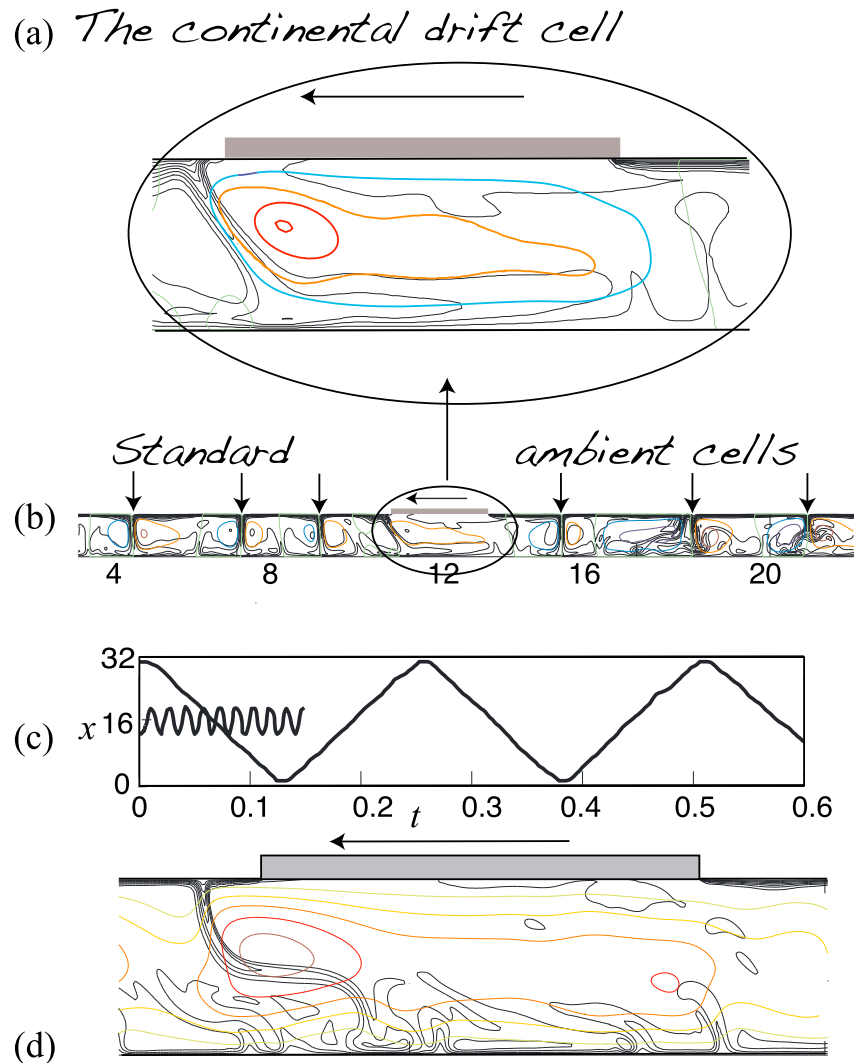 (a) The continental drift cell
Standard ambient cells
(b)
4 8 12 16 20
(c) x
32
16
0
0 0.1 0.2 0.3 0.4 0.5 0.6
t
(d)